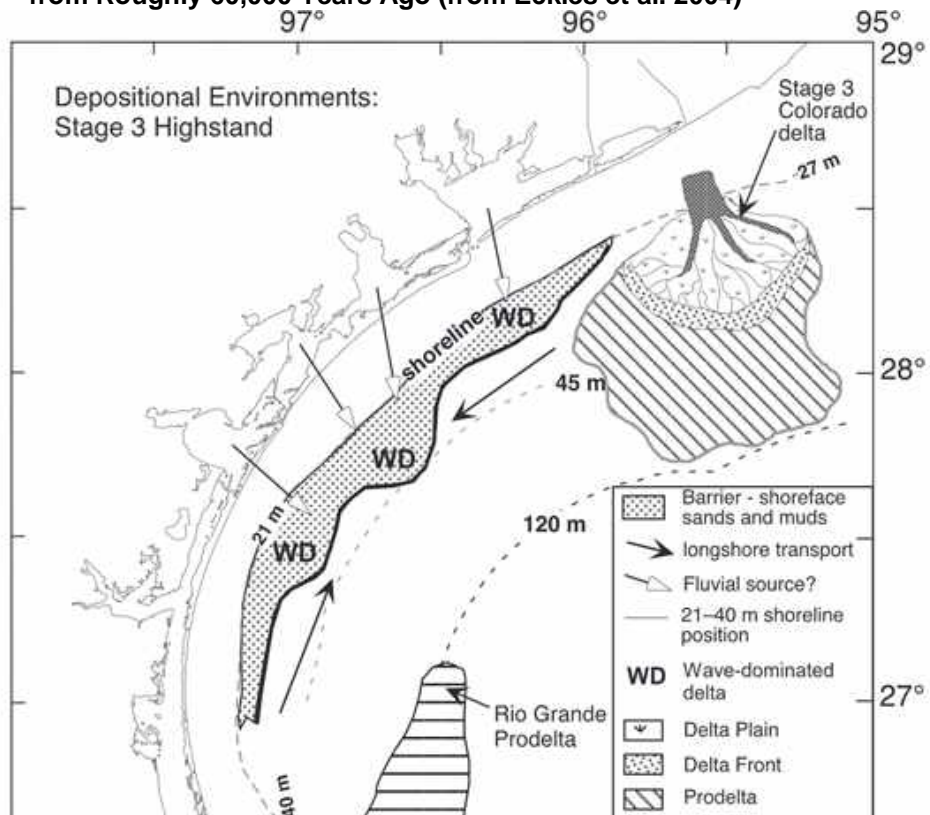 from Roughly 60,000 Years Ago (from Eckles et al. 2004)
97°
96°
95°
29°
Depositional Environments:
Stage 3 Highstand
Stage 3
Colorado
delta
27 m
WD
shoreline
28°
45 m
WD
120 m
21 m
WD
Barrier - shoreface
sands and muds
longshore transport
Fluvial source?
21–40 m shoreline
position
WD Wave-dominated
delta
27°
Rio Grande
Prodelta
Delta Plain
Delta Front
Prodelta
40 m